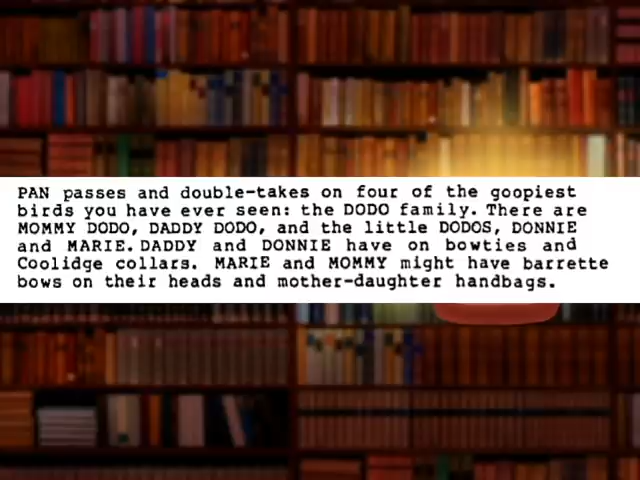 PAN passes and double-takes on four of the goopiest
birds you have ever seen: the DODO family. There are
MOMMY DODO, DADDY DODO, and the little DODOS, DONNIE
and MARIE. DADDY and DONNIE have on bowties and
Coolidge collars. MARIE and MOMMY might have barrette
bows on their heads and mother-daughter handbags.